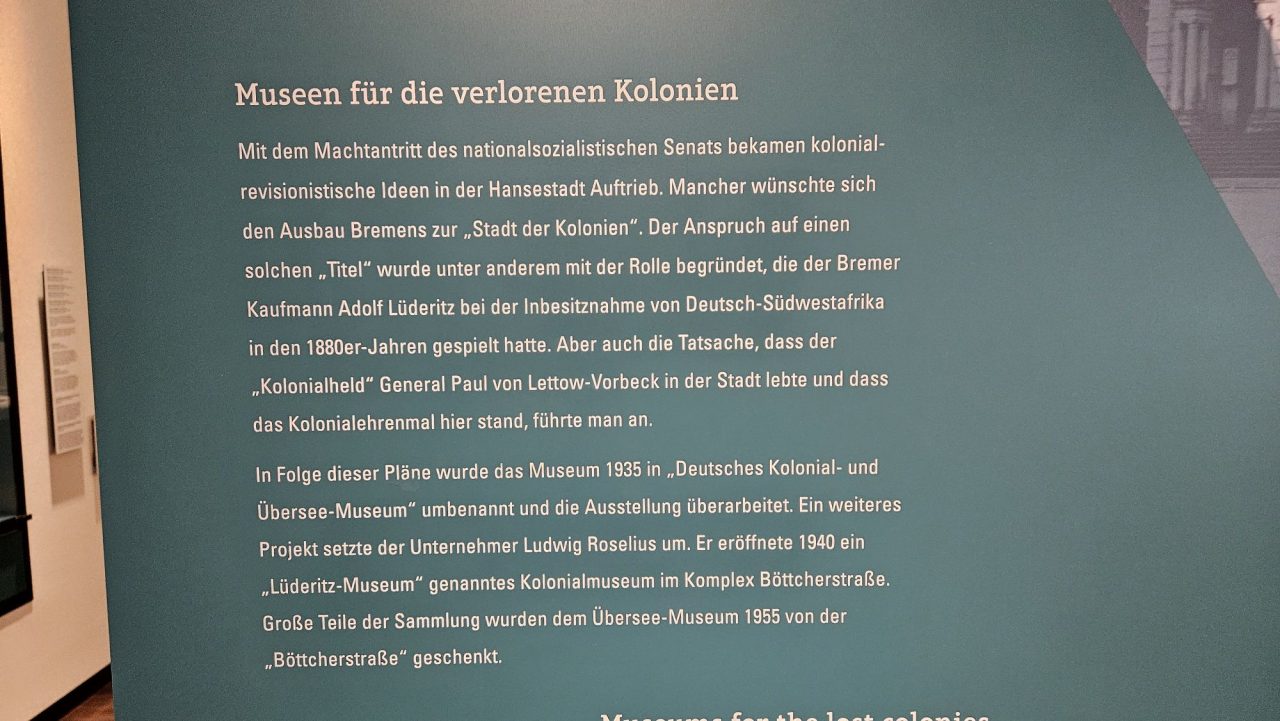 Museen für die verlorenen Kolonien
Mit dem Machtantritt des nationalsozialistischen Senats bekamen kolonial-
revisionistische Ideen in der Hansestadt Auftrieb. Mancher wünschte sich
den Ausbau Bremens zur „Stadt der Kolonien“. Der Anspruch auf einen
solchen „Titel“ wurde unter anderem mit der Rolle begründet, die der Bremer
Kaufmann Adolf Lüderitz bei der Inbesitznahme von Deutsch-Südwestafrika
in den 1880er-Jahren gespielt hatte. Aber auch die Tatsache, dass der
„Kolonialheld“ General Paul von Lettow-Vorbeck in der Stadt lebte und dass
das Kolonialehrenmal hier stand, führte man an.
In Folge dieser Pläne wurde das Museum 1935 in „Deutsches Kolonial- und
Übersee-Museum“ umbenannt und die Ausstellung überarbeitet. Ein weiteres
Projekt setzte der Unternehmer Ludwig Roselius um. Er eröffnete 1940 ein
„Lüderitz-Museum“ genanntes Kolonialmuseum im Komplex Böttcherstraße.
Große Teile der Sammlung wurden dem Übersee-Museum 1955 von der
„Böttcherstraße“ geschenkt.
Museums for the lost colonies